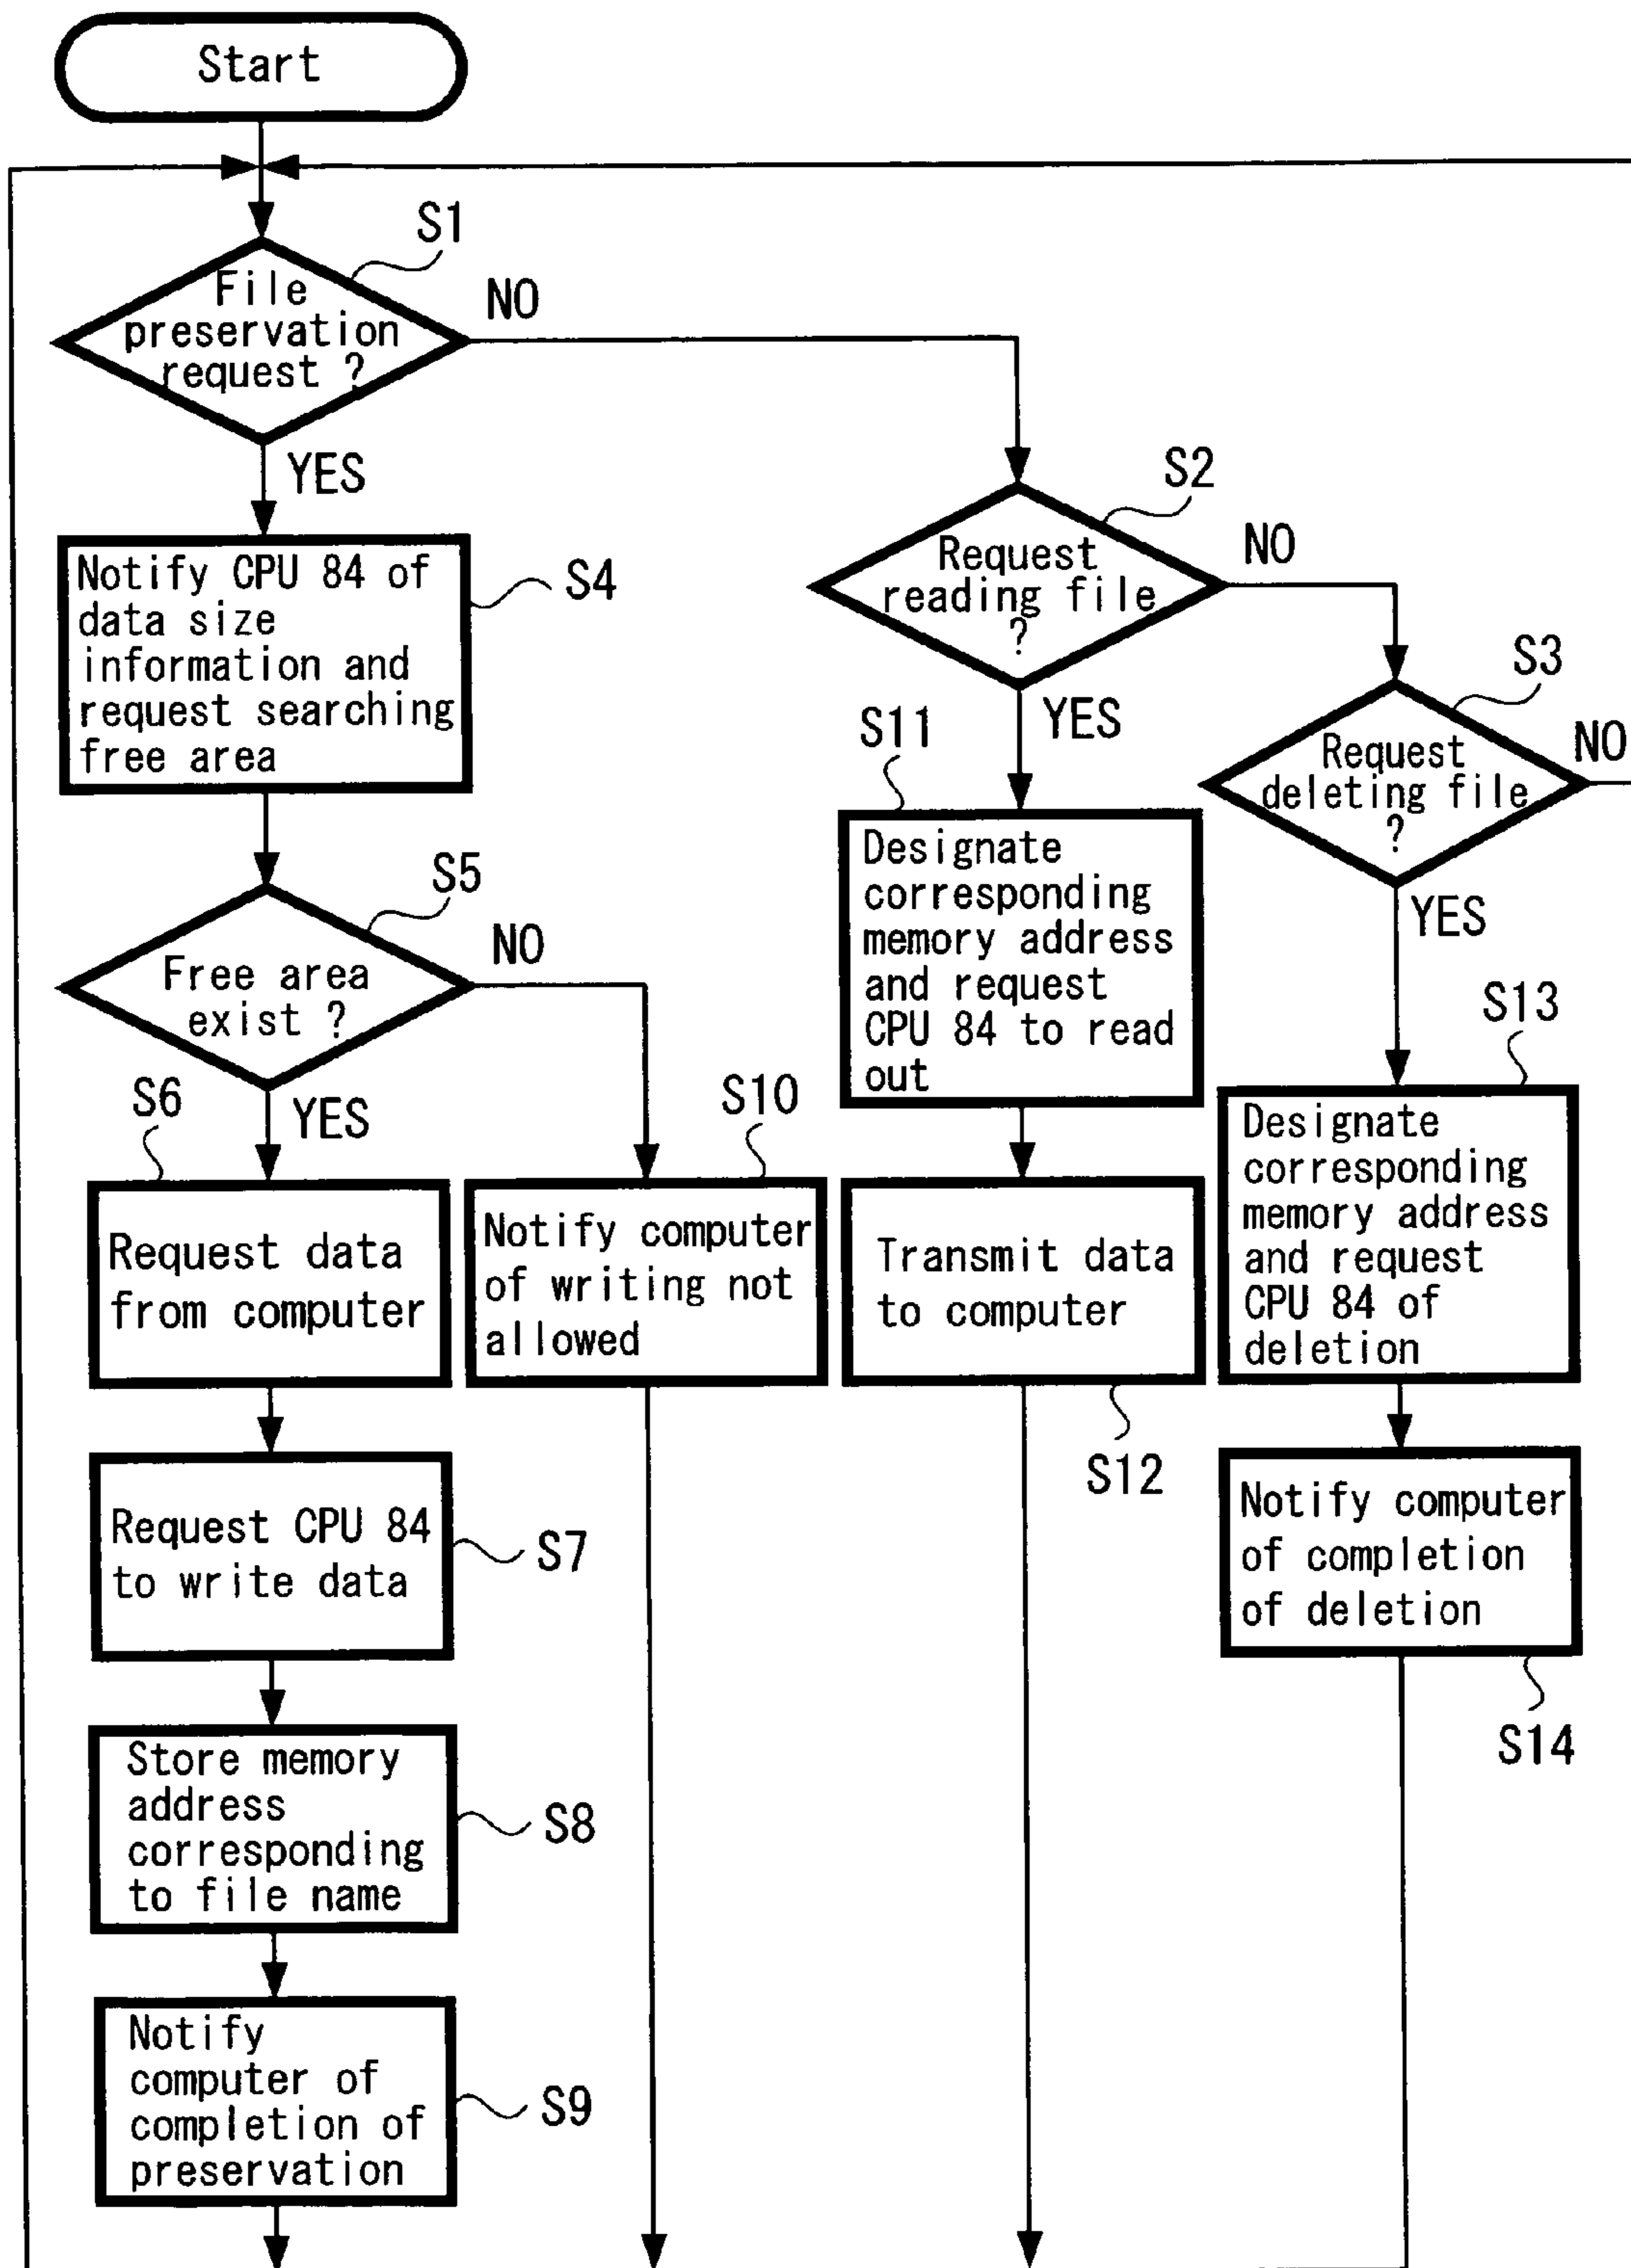 Start
S1
File
preservation
request ?
NO
YES
S2
Request
reading file
?
NO
YES
S3
Request
deleting file
?
NO
YES
Notify CPU 84 of
data size
information and
request searching
free area
S4
S5
Free area
exist ?
NO
YES
S6
Request data
from computer
S10
Notify computer
of writing not
allowed
S11
Designate
corresponding
memory address
and request
CPU 84 to read
out
Transmit data
to computer
S12
S13
Designate
corresponding
memory address
and request
CPU 84 of
deletion
Notify computer
of completion
of deletion
S14
Request CPU 84
to write data
S7
Store memory
address
corresponding
to file name
S8
Notify
computer of
completion of
preservation
S9